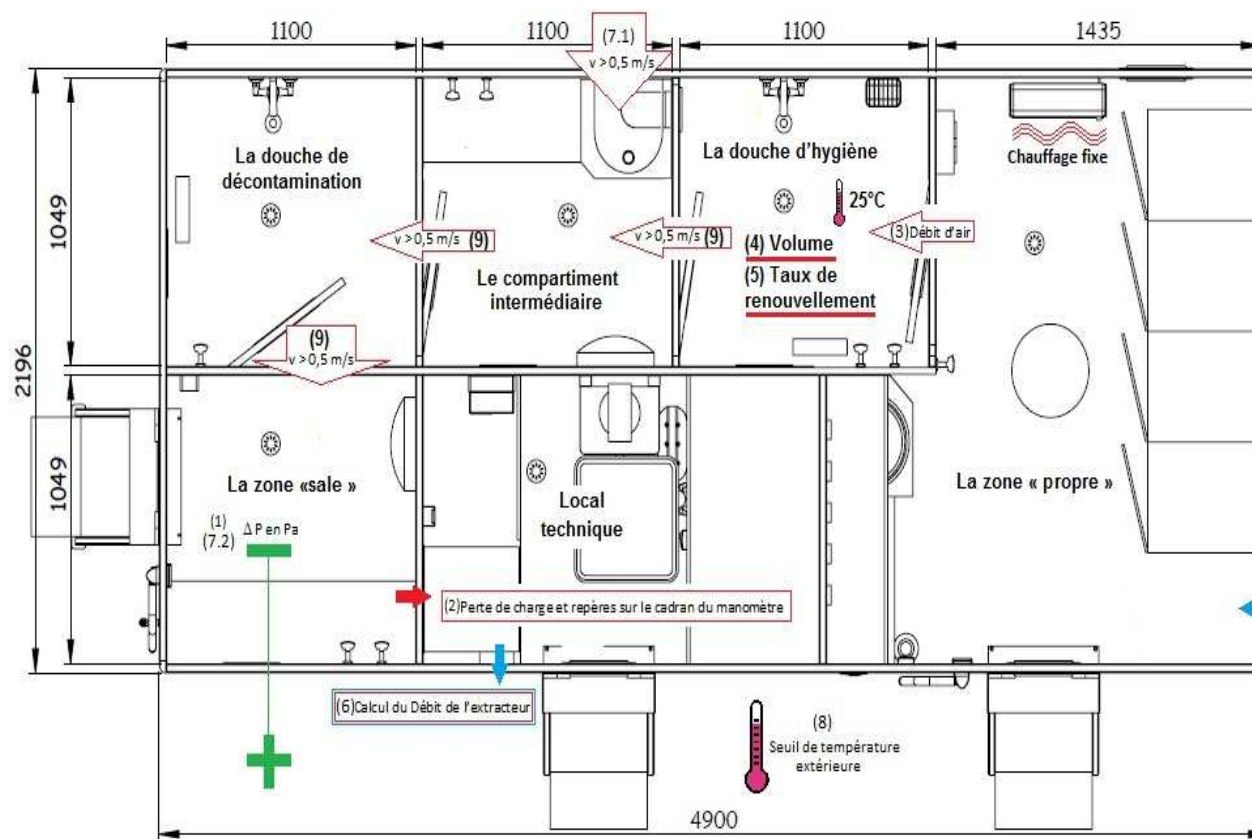 1100
1100
1100
1435
(7.1)
v > 0,5 m/s
2196
1049
1049
La douche de
décontamination
La douche d'hygiène
25°C
Chauffage fixe
v > 0,5 m/s (9)
v > 0,5 m/s (9)
(3)Débit d'air
(4) Volume
(5) Taux de
renouvellement
Le compartiment
intermédiaire
(9)
v > 0,5 m/s
La zone «sale »
(1)
(7.2)
Δ P en Pa
Local
technique
La zone « propre »
(2)Perte de charge et repères sur le cadran du manomètre
(6)Calcul du Débit de l'extracteur
(8)
Seuil de température
extérieure
4900